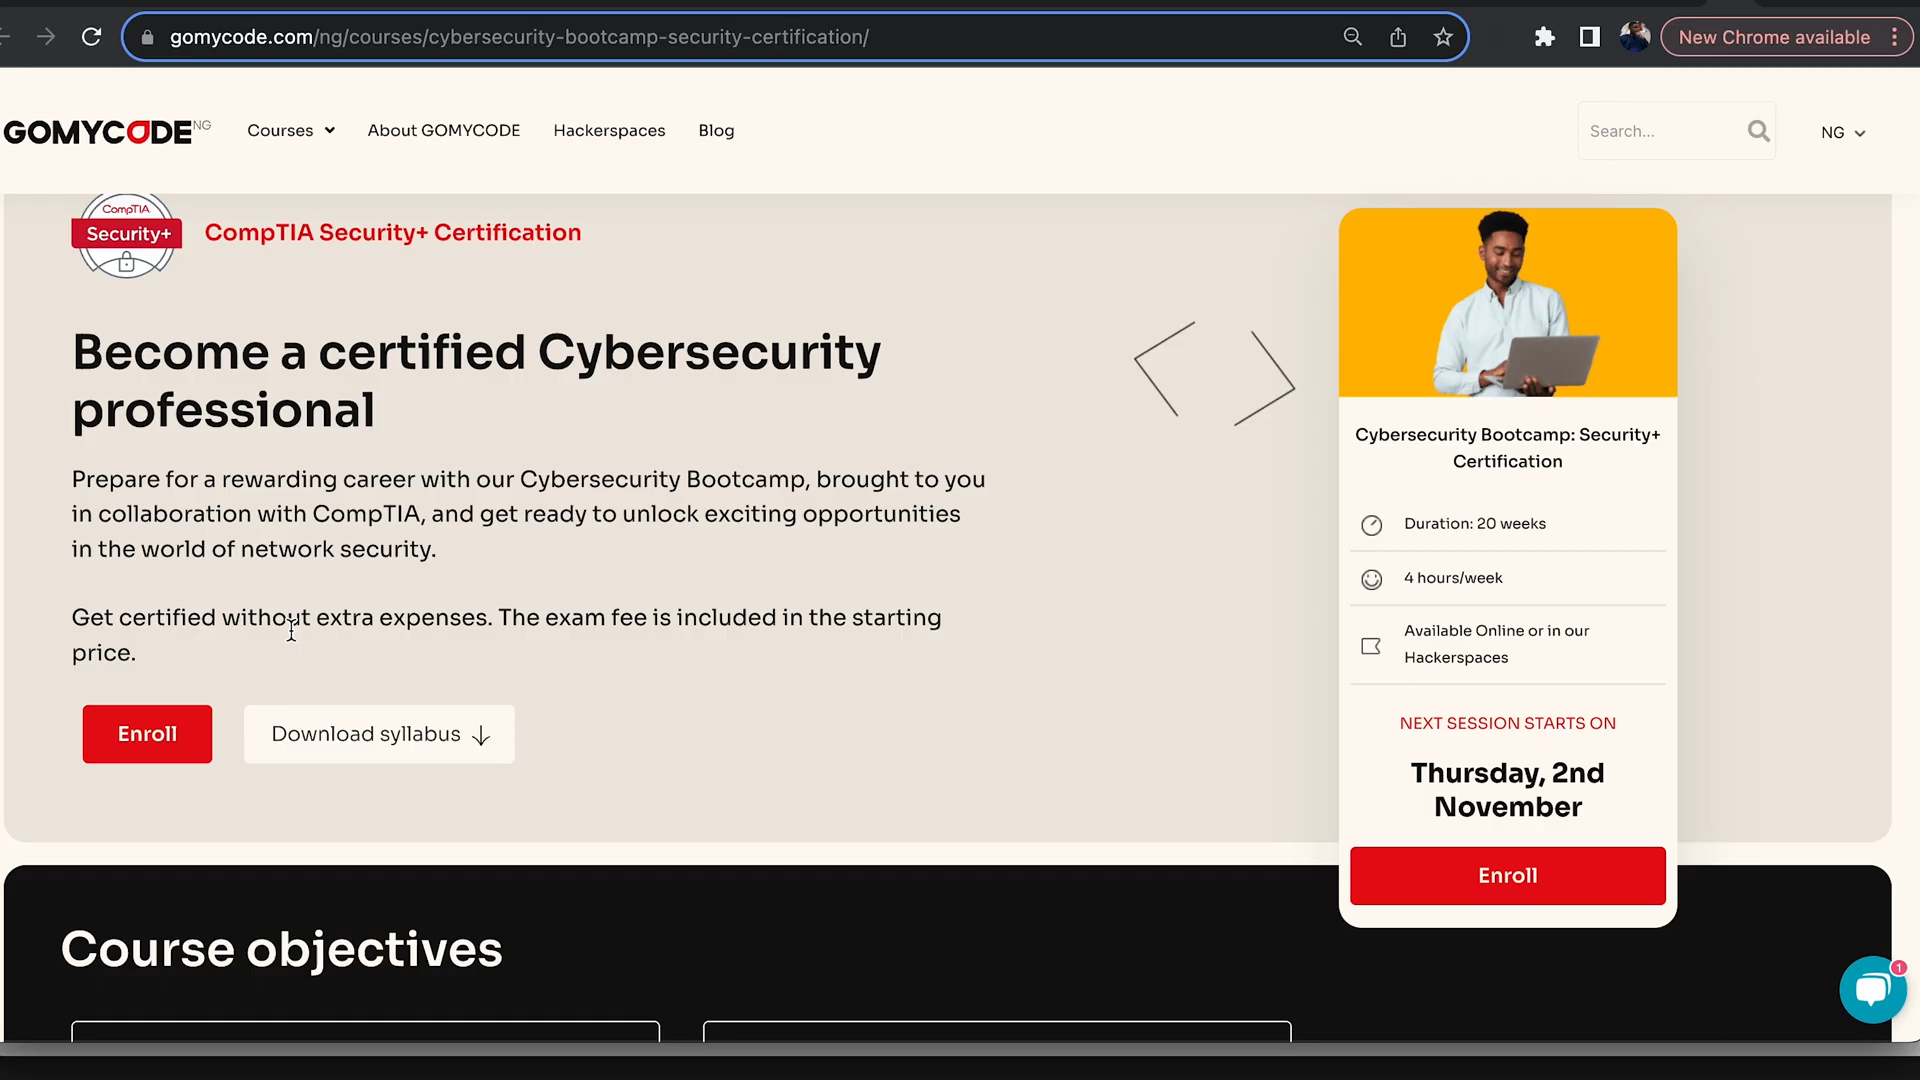 gomycode.com/ng/courses/cybersecurity-bootcamp-security-certification/
New Chrome available
GOMYCODE NG
Courses
About GOMYCODE
Hackerspaces
Blog
Search...
NG
CompTIA
Security+
CompTIA Security+ Certification
Become a certified Cybersecurity
professional
Prepare for a rewarding career with our Cybersecurity Bootcamp, brought to you
in collaboration with CompTIA, and get ready to unlock exciting opportunities
in the world of network security.
Get certified without extra expenses. The exam fee is included in the starting
price.
Enroll
Download syllabus
Cybersecurity Bootcamp: Security+
Certification
Duration: 20 weeks
4 hours/week
Available Online or in our
Hackerspaces
NEXT SESSION STARTS ON
Thursday, 2nd
November
Enroll
Course objectives
1